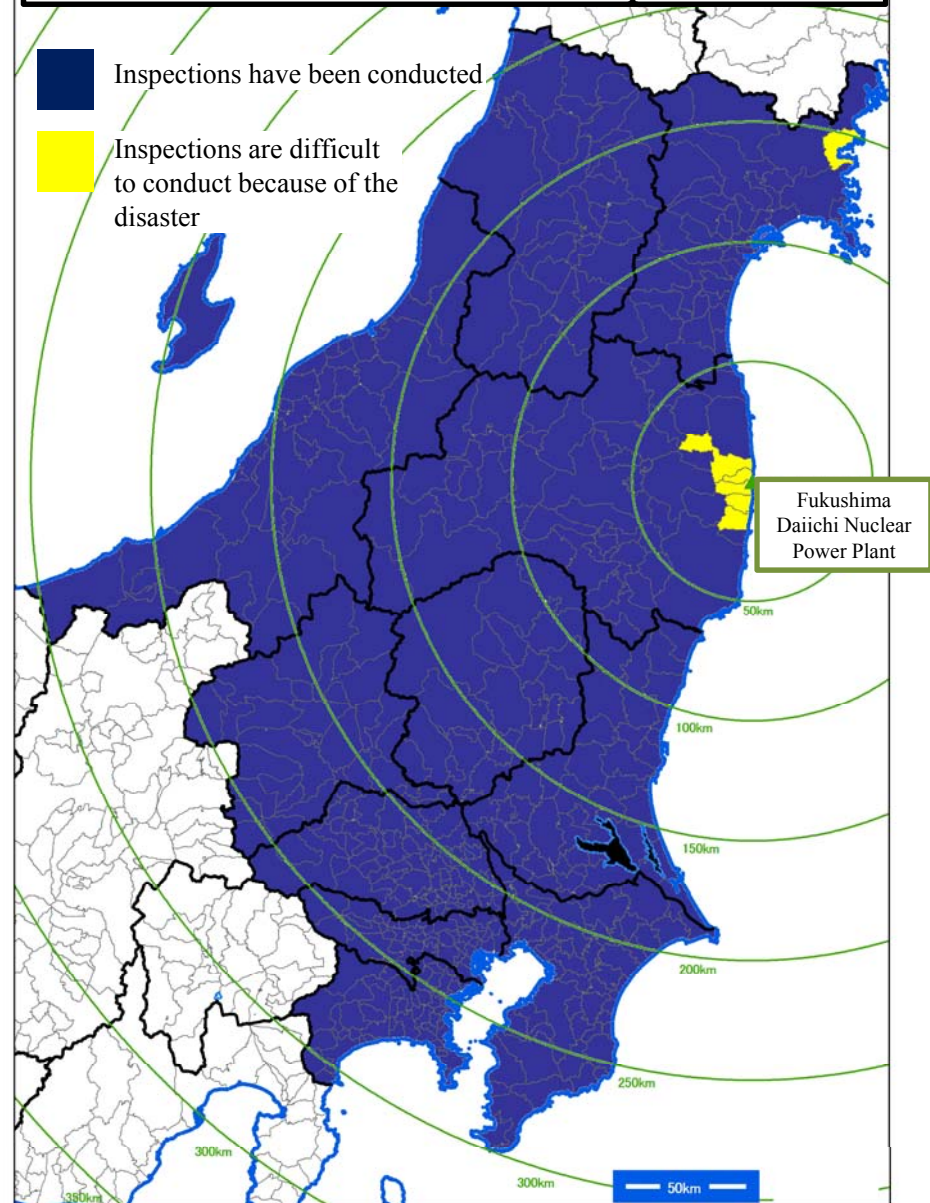 Inspections have been conducted
Inspections are difficult
to conduct because of the
disaster
Fukushima
Daiichi Nuclear
Power Plant
50km
100km
150km
200km
250km
300km
300km
350km
50km